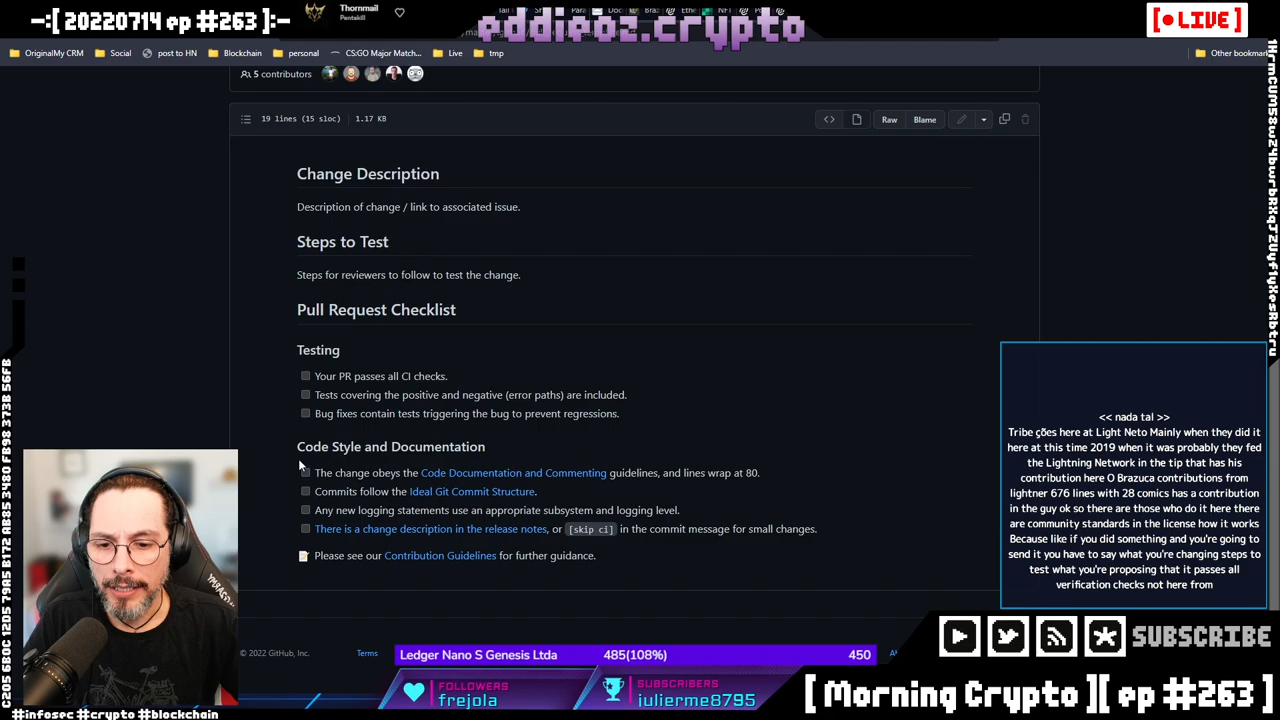 -:[ 20220714 ep #263 ]:-
Thornmail
Pentakill
eddieoz.crypto
[ LIVE ]
OriginalMy CRM
Social
post to HN
Blockchain
personal
CS:GO Major Match...
Live
tmp
Other bookmar
5 contributors
19 lines (15 sloc)
1.17 KB
Raw
Blame
Change Description
Description of change / link to associated issue.
Steps to Test
Steps for reviewers to follow to test the change.
Pull Request Checklist
Testing
Your PR passes all CI checks.
Tests covering the positive and negative (error paths) are included.
Bug fixes contain tests triggering the bug to prevent regressions.
Code Style and Documentation
The change obeys the Code Documentation and Commenting guidelines, and lines wrap at 80.
Commits follow the Ideal Git Commit Structure.
Any new logging statements use an appropriate subsystem and logging level.
There is a change description in the release notes, or [skip ci] in the commit message for small changes.
Please see our Contribution Guidelines for further guidance.
<< nada tal >>
Tribe ções here at Light Neto Mainly when they did it
here at this time 2019 when it was probably they fed
the Lightning Network in the tip that has his
contribution here O Brazuca contributions from
lightner 676 lines with 28 comics has a contribution
in the guy ok so there are those who do it here there
are community standards in the license how it works
Because like if you did something and you're going to
send it you have to say what you're changing steps to
test what you're proposing that it passes all
verification checks not here from
SUBSCRIBE
© 2022 GitHub, Inc.
Terms
Ledger Nano S Genesis Ltda
485(108%)
450
FOLLOWERS
frejola
SUBSCRIBERS
julierme8795
[ Morning Crypto ][ ep #263 ]
#infosec #crypto #blockchain
C205 6B0C 12D5 79A5 B172 AB85 3480 FB98 373B 56FB